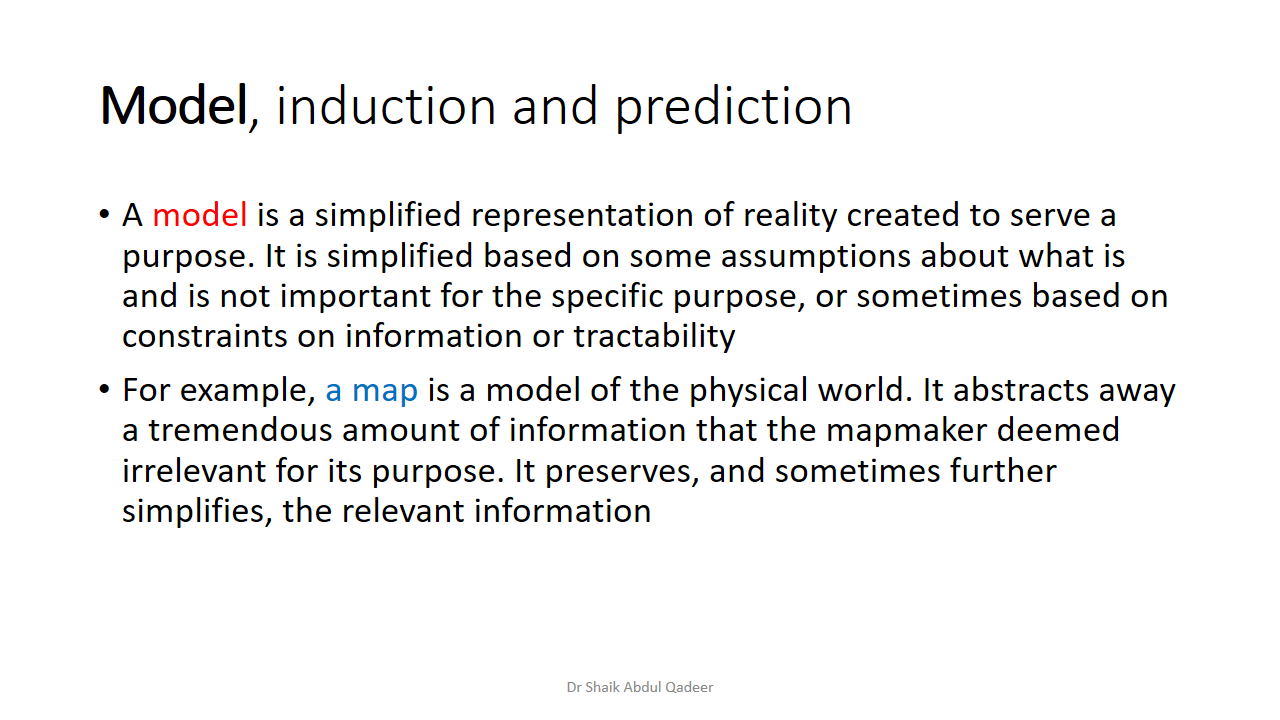 Model, induction and prediction
• A model is a simplified representation of reality created to serve a
purpose. It is simplified based on some assumptions about what is
and is not important for the specific purpose, or sometimes based on
constraints on information or tractability
• For example, a map is a model of the physical world. It abstracts away
a tremendous amount of information that the mapmaker deemed
irrelevant for its purpose. It preserves, and sometimes further
simplifies, the relevant information
Dr Shaik Abdul Qadeer